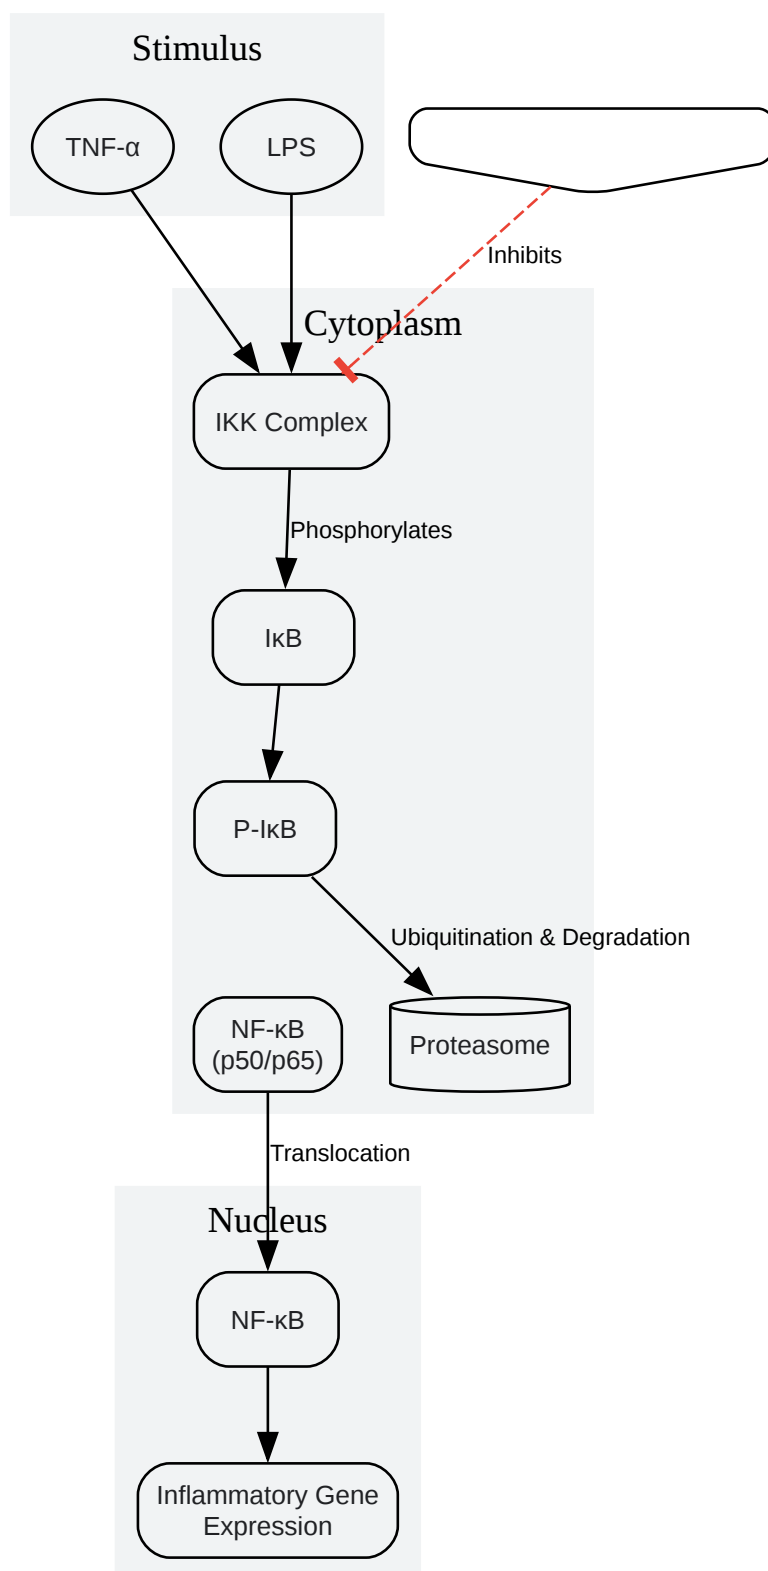 Stimulus
TNF-α
LPS
Inhibits
Cytoplasm
IKK Complex
Phosphorylates
IκB
P-IκB
Ubiquitination & Degradation
NF-κB
(p50/p65)
Proteasome
Translocation
Nucleus
NF-κB
Inflammatory Gene
Expression